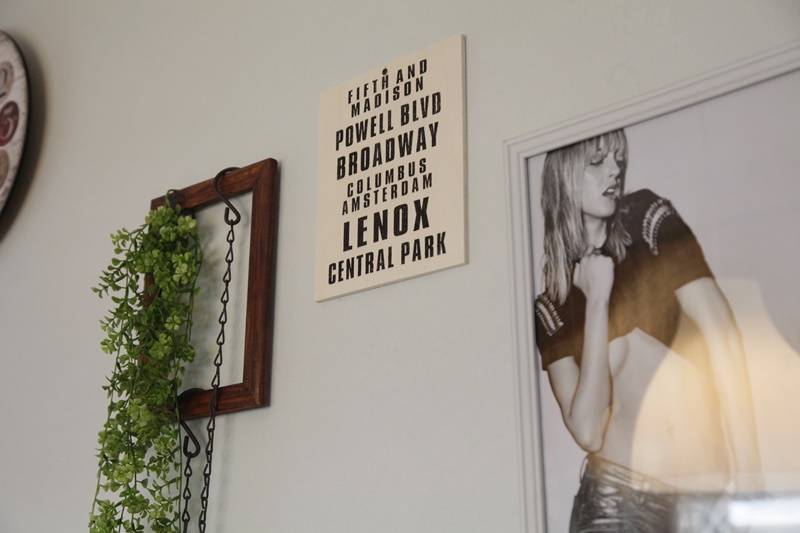 FIFTH AND
MADISON
POWELL BLVD
BROADWAY
COLUMBUS
AMSTERDAM
LENOX
CENTRAL PARK